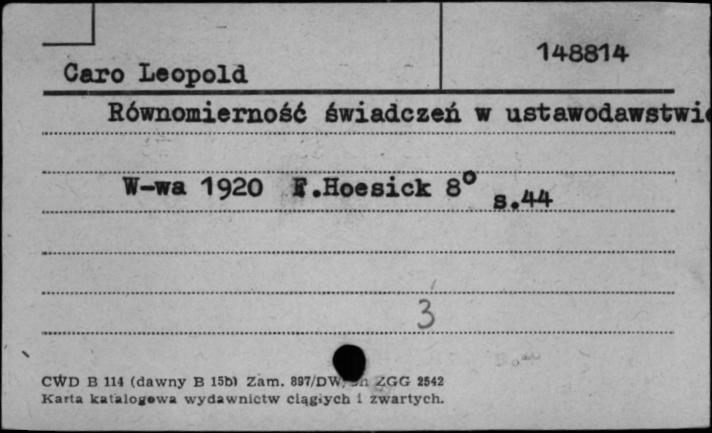 148814
Caro Leopold
Równomierność świadczeń w ustawodawstwie
W-wa 1920 F.Hoesick 8° s.44
3
CWD B 114 (dawny B 15b) Zam. 897/DW ZGG 2542
Karta katalogowa wydawnictw ciągłych i zwartych.